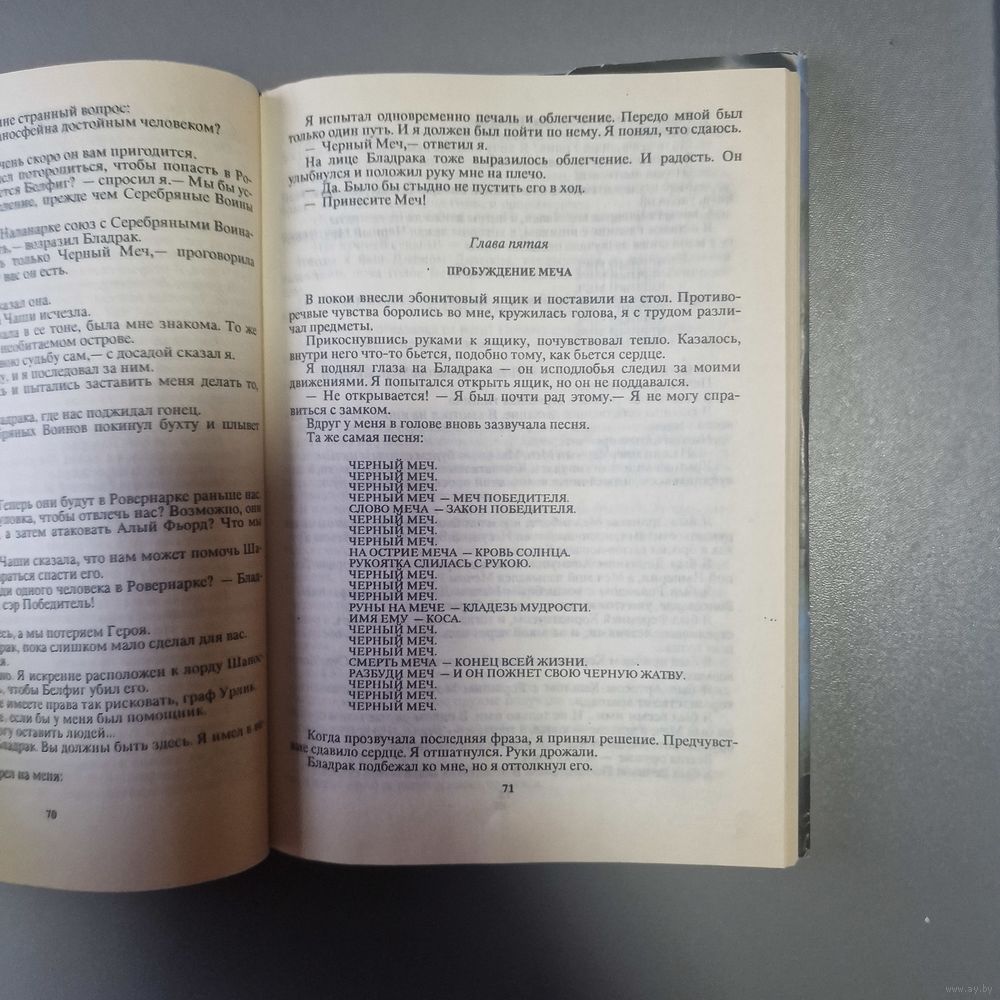 странный вопрос:
достойным человеком?
скоро он вам пригодится.
поторопиться, чтобы попасть в Ро-
Белфиг? — спросил я.— Мы бы ус-
прежде чем Серебряные Воины
союз с Серебряными Воина-
возразил Бладрак.
только Черный Меч,— проговорила
вас он есть.
сказал она.
Чаши исчезла.
в ее тоне, была мне знакома. То же
необитаемом острове.
судьбу сам,— с досадой сказал я.
и я последовал за ним.
и пытались заставить меня делать то,
где нас поджидал гонец.
Воинов покинул бухту и плывет
Теперь они будут в Ровернарке раньше нас.
чтобы отвлечь нас? Возможно, они
а затем атаковать Алый Фьорд? Что мы
Чаши сказала, что нам может помочь Ша-
спасти его.
одного человека в Ровернарке? — Блад-
сэр Победитель!
а мы потеряем Героя.
пока слишком мало сделал для вас.
Я искренне расположен к лорду Шанос-
чтобы Белфиг убил его.
имеете права так рисковать, граф Урлик.
если бы у меня был помощник.
оставить людей...
Вы должны быть здесь. Я имел в
на меня:
70
Я испытал одновременно печаль и облегчение. Передо мной был
только один путь. И я должен был пойти по нему. Я понял, что сдаюсь.
— Черный Меч,— ответил я.
На лице Бладрака тоже выразилось облегчение. И радость. Он
улыбнулся и положил руку мне на плечо.
— Да. Было бы стыдно не пустить его в ход.
— Принесите Меч!
Глава пятая
ПРОБУЖДЕНИЕ МЕЧА
В покои внесли эбонитовый ящик и поставили на стол. Противо-
речвые чувства боролись во мне, кружилась голова, я с трудом разли-
чал предметы.
Прикоснувшись руками к ящику, почувствовал тепло. Казалось,
внутри него что-то бьется, подобно тому, как бьется сердце.
Я поднял глаза на Бладрака — он исподлобья следил за моими
движениями. Я попытался открыть ящик, но он не поддавался.
— Не открывается! — Я был почти рад этому.— Я не могу спра-
виться с замком.
Вдруг у меня в голове вновь зазвучала песня.
Та же самая песня:
ЧЕРНЫЙ МЕЧ.
ЧЕРНЫЙ МЕЧ.
ЧЕРНЫЙ МЕЧ.
ЧЕРНЫЙ МЕЧ — МЕЧ ПОБЕДИТЕЛЯ.
СЛОВО МЕЧА — ЗАКОН ПОБЕДИТЕЛЯ.
ЧЕРНЫЙ МЕЧ.
ЧЕРНЫЙ МЕЧ.
ЧЕРНЫЙ МЕЧ.
НА ОСТРИЕ МЕЧА — КРОВЬ СОЛНЦА.
РУКОЯТКА СЛИЛАСЬ С РУКОЮ.
ЧЕРНЫЙ МЕЧ.
ЧЕРНЫЙ МЕЧ.
ЧЕРНЫЙ МЕЧ.
РУНЫ НА МЕЧЕ — КЛАДЕЗЬ МУДРОСТИ.
ИМЯ ЕМУ — КОСА.
ЧЕРНЫЙ МЕЧ.
ЧЕРНЫЙ МЕЧ.
ЧЕРНЫЙ МЕЧ.
СМЕРТЬ МЕЧА — КОНЕЦ ВСЕЙ ЖИЗНИ.
РАЗБУДИ МЕЧ — И ОН ПОЖНЕТ СВОЮ ЧЕРНУЮ ЖАТВУ.
ЧЕРНЫЙ МЕЧ.
ЧЕРНЫЙ МЕЧ.
ЧЕРНЫЙ МЕЧ.
Когда прозвучала последняя фраза, я принял решение. Предчувст-
вие сдавило сердце. Я отшатнулся. Руки дрожали.
Бладрак подбежал ко мне, но я оттолкнул его.
71
www.ay.by